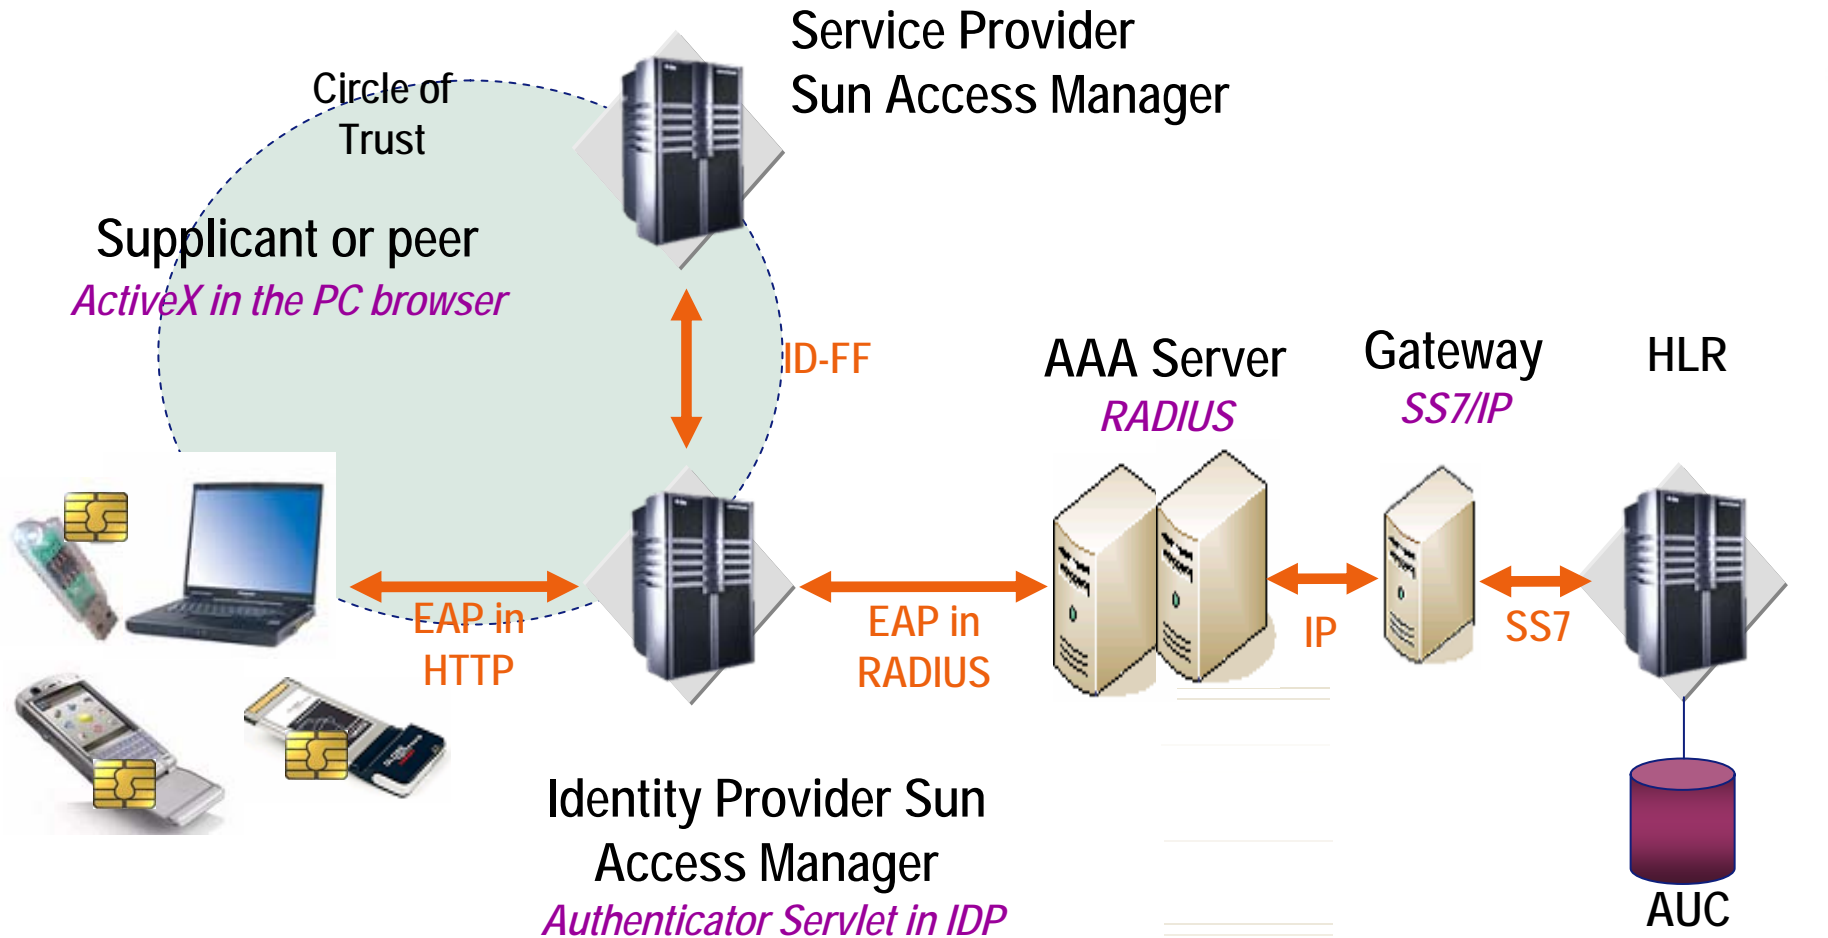 Service Provider
Sun Access Manager
Circle of
Trust
Supplicant or peer
ActiveX in the PC browser
ID-FF
AAA Server
RADIUS
Gateway
SS7/IP
HLR
EAP in
HTTP
EAP in
RADIUS
IP
SS7
Identity Provider Sun
Access Manager
Authenticator Servlet in IDP
AUC